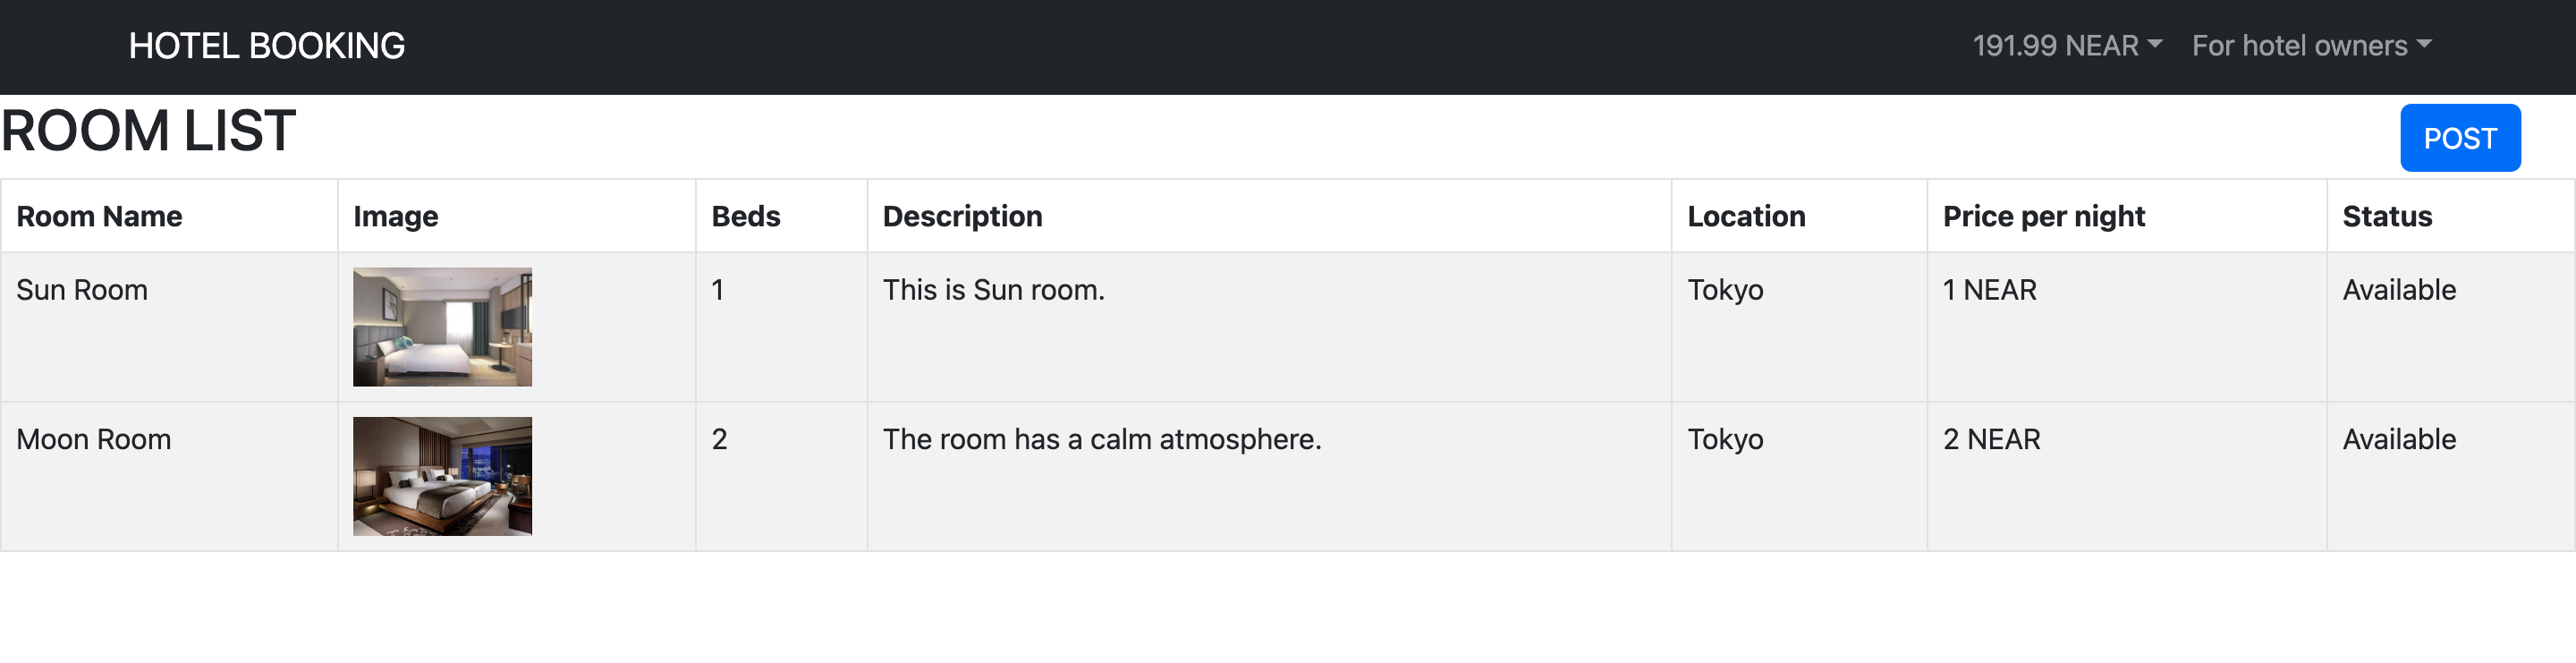 HOTEL BOOKING
191.99 NEAR
For hotel owners
ROOM LIST
POST
Room Name Image Beds Description Location Price per night Status
Sun Room 1 This is Sun room. Tokyo 1 NEAR Available
Moon Room 2 The room has a calm atmosphere. Tokyo 2 NEAR Available